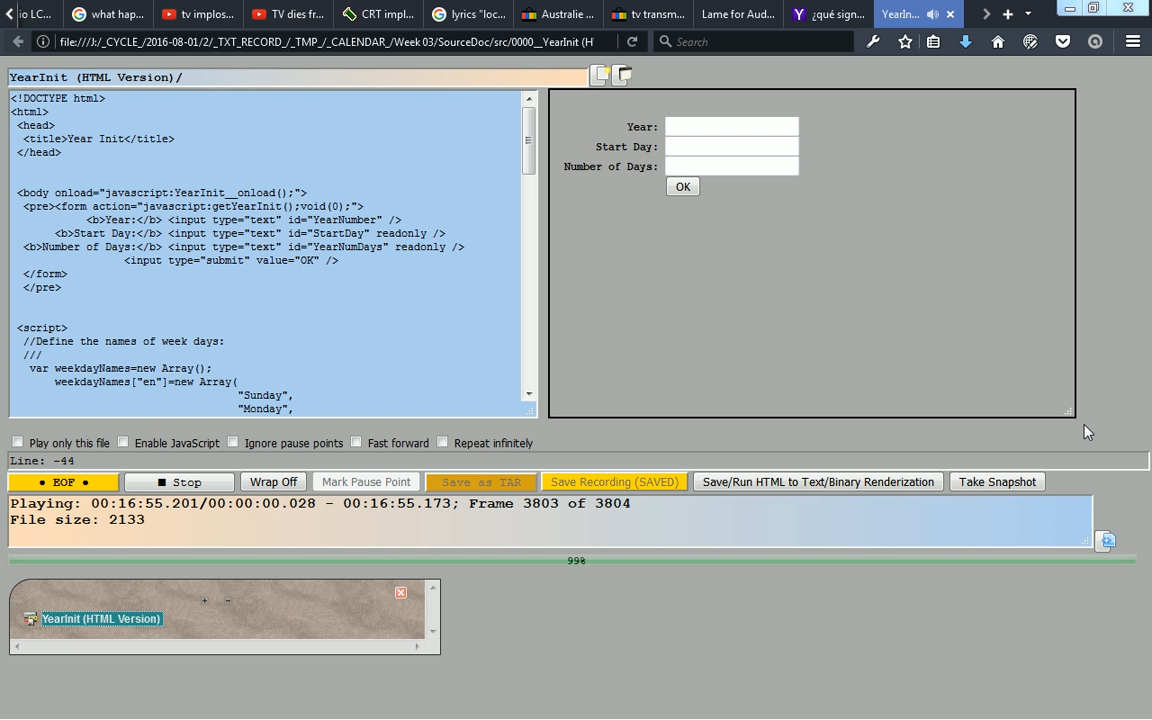 io LC...
what hap...
tv implos...
TV dies fr...
CRT impl...
lyrics "loc...
Australie ...
tv transm...
Lame for Aud...
¿qué sign...
YearIn...
file:///J:/_CYCLE_/2016-08-01/2/_TXT_RECORD_/_TMP_/_CALENDAR_/Week 03/SourceDoc/src/0000__YearInit (H
Search
YearInit (HTML Version)/
<!DOCTYPE html>
<html>
<head>
<title>Year Init</title>
</head>
<body onload="javascript:YearInit__onload();">
<pre><form action="javascript:getYearInit();void(0);">
<b>Year:</b> <input type="text" id="YearNumber" />
<b>Start Day:</b> <input type="text" id="StartDay" readonly />
<b>Number of Days:</b> <input type="text" id="YearNumDays" readonly />
<input type="submit" value="OK" />
</form>
</pre>
<script>
//Define the names of week days:
///
var weekdayNames=new Array();
weekdayNames["en"]=new Array(
"Sunday",
"Monday",
Year:
Start Day:
Number of Days:
OK
Play only this file
Enable JavaScript
Ignore pause points
Fast forward
Repeat infinitely
Line: -44
● EOF ●
■ Stop
Wrap Off
Mark Pause Point
Save as TAR
Save Recording (SAVED)
Save/Run HTML to Text/Binary Renderization
Take Snapshot
Playing: 00:16:55.201/00:00:00.028 - 00:16:55.173; Frame 3803 of 3804
File size: 2133
99%
+ −
YearInit (HTML Version)